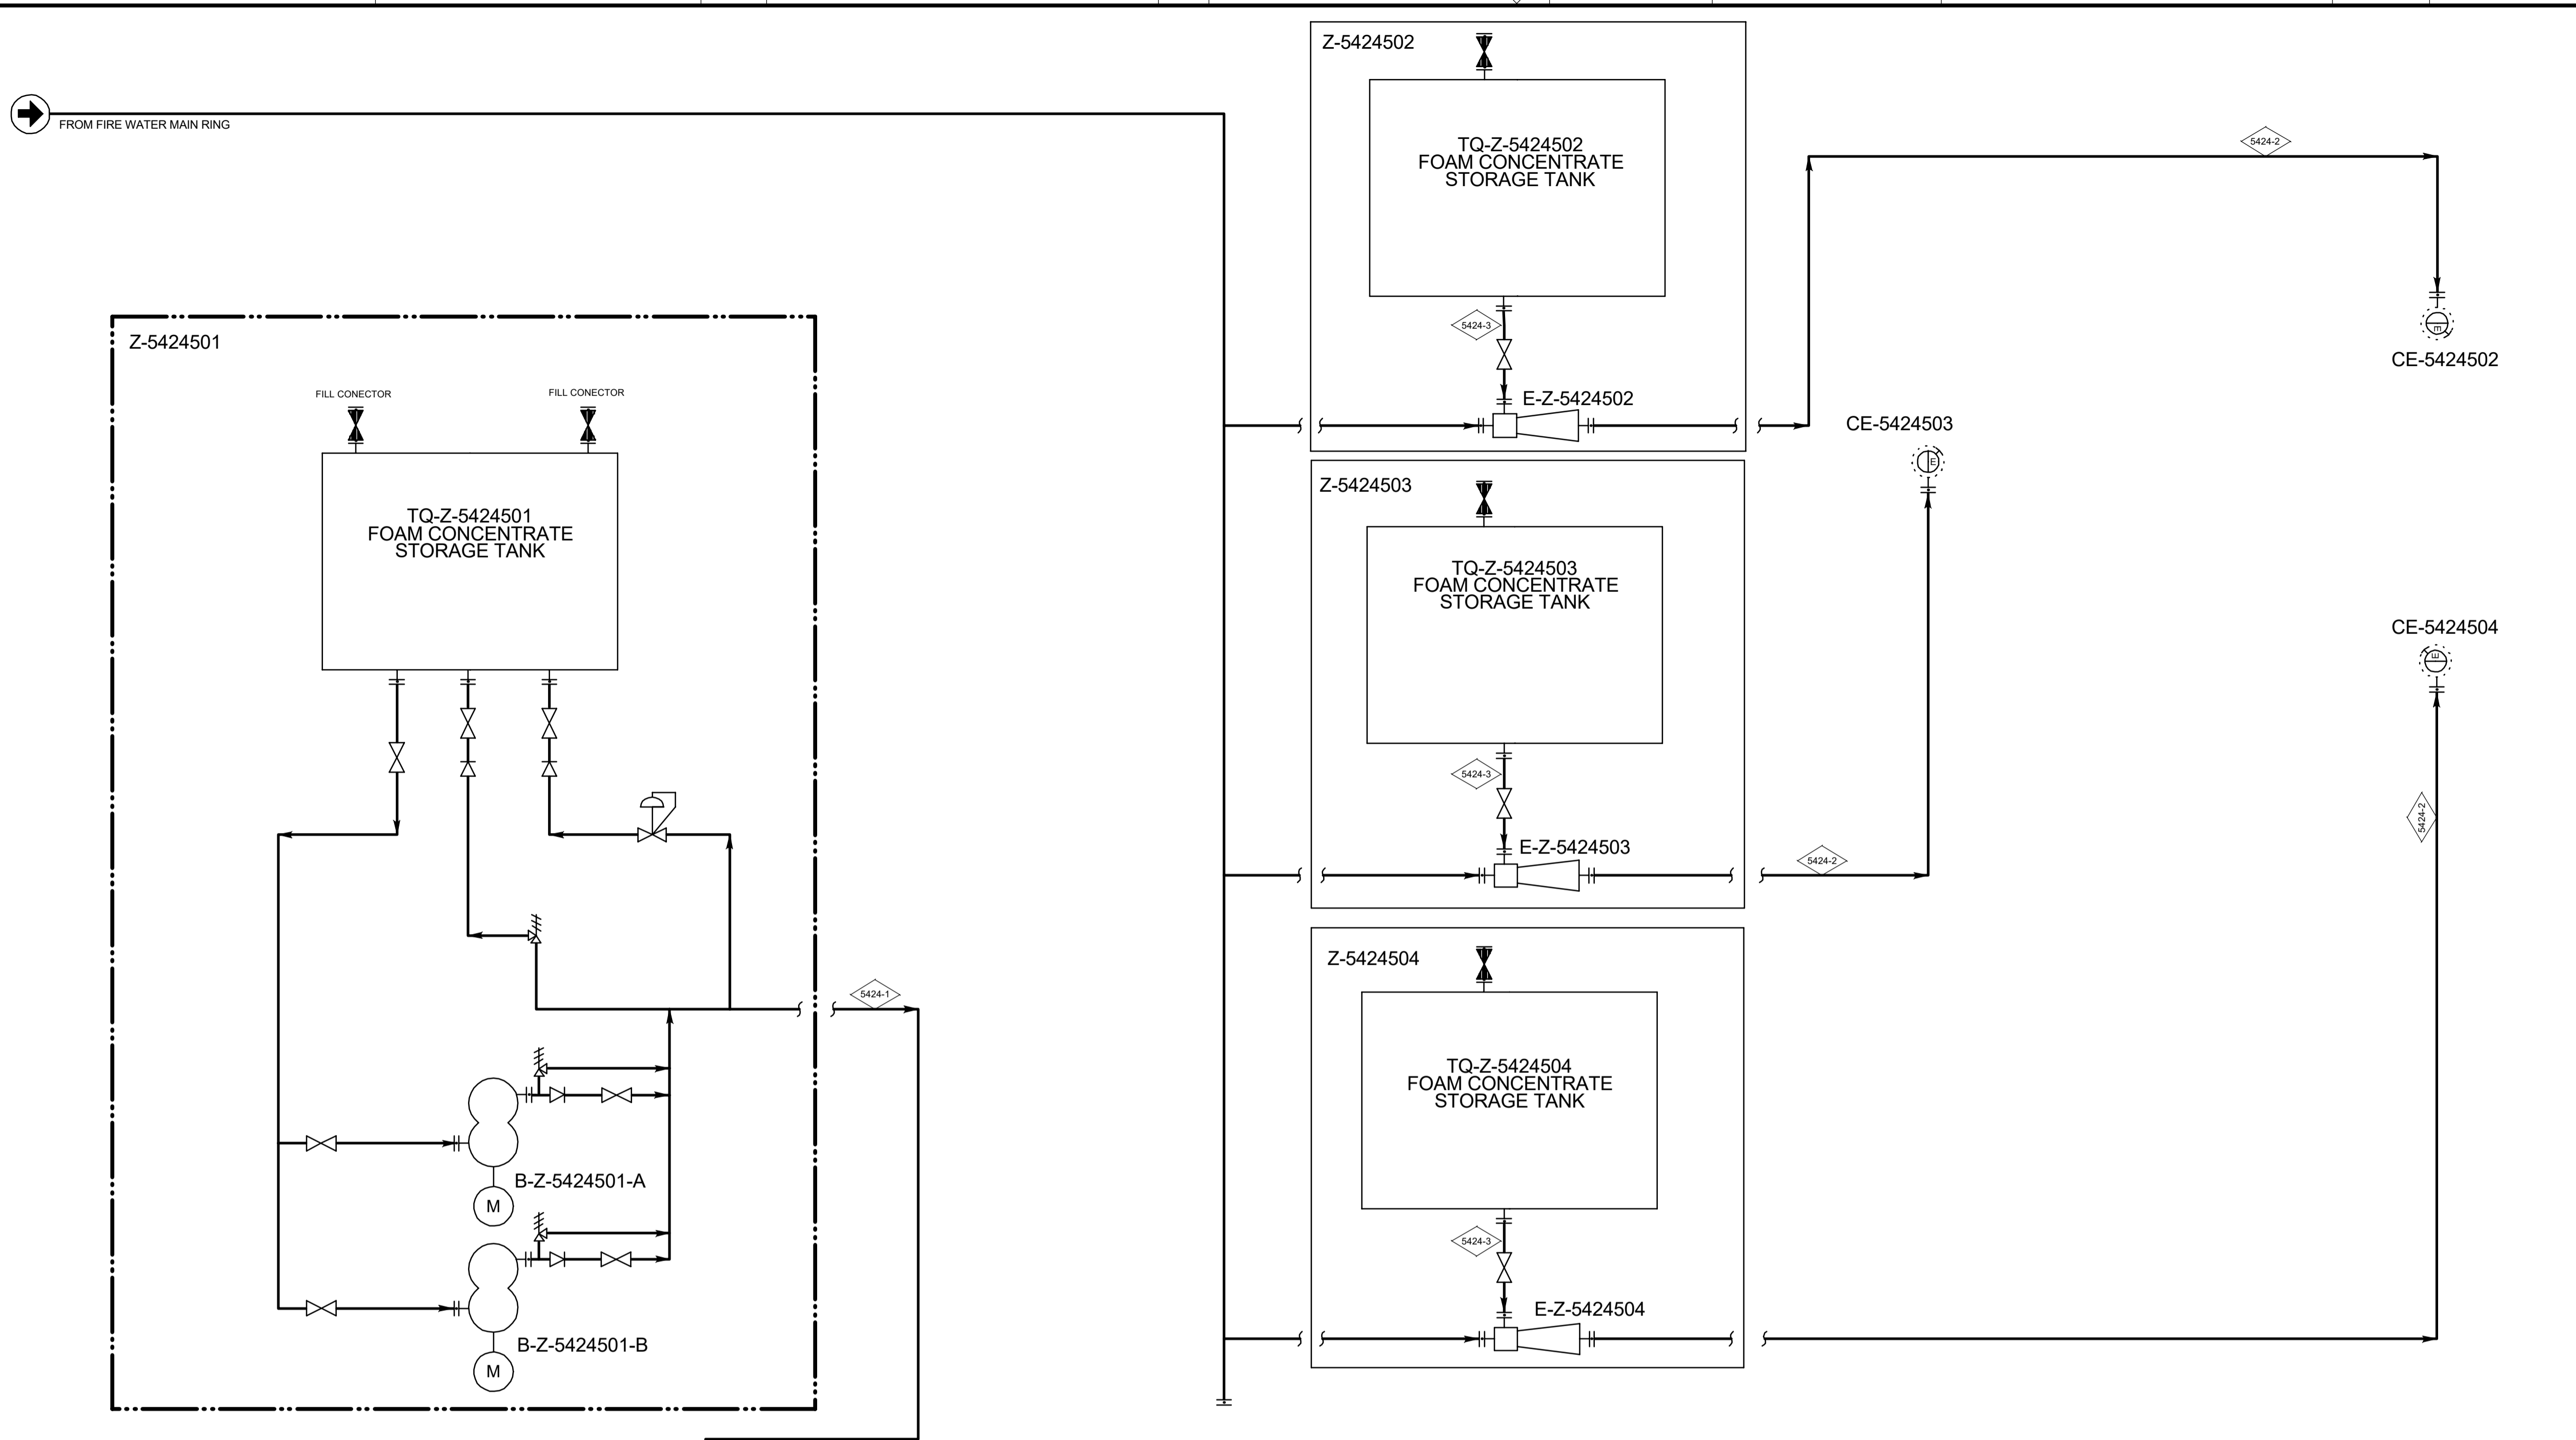 FROM FIRE WATER MAIN RING
Z-5424501
FILL CONECTOR
FILL CONECTOR
TQ-Z-5424501
FOAM CONCENTRATE
STORAGE TANK
5424-1
B-Z-5424501-A
M
B-Z-5424501-B
M
Z-5424502
TQ-Z-5424502
FOAM CONCENTRATE
STORAGE TANK
5424-3
E-Z-5424502
5424-2
E
CE-5424502
Z-5424503
TQ-Z-5424503
FOAM CONCENTRATE
STORAGE TANK
5424-3
E-Z-5424503
5424-2
CE-5424503
E
Z-5424504
TQ-Z-5424504
FOAM CONCENTRATE
STORAGE TANK
5424-3
E-Z-5424504
5424-2
CE-5424504
E